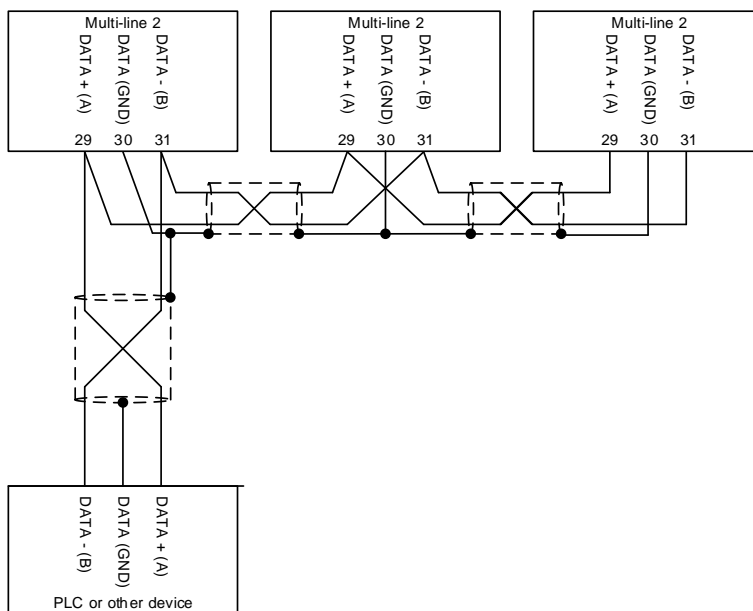 Multi-line 2
DATA + (A)
DATA (GND)
DATA - (B)
29 30 31
Multi-line 2
DATA + (A)
DATA (GND)
DATA - (B)
29 30 31
Multi-line 2
DATA + (A)
DATA (GND)
DATA - (B)
29 30 31
DATA - (B)
DATA (GND)
DATA + (A)
PLC or other device